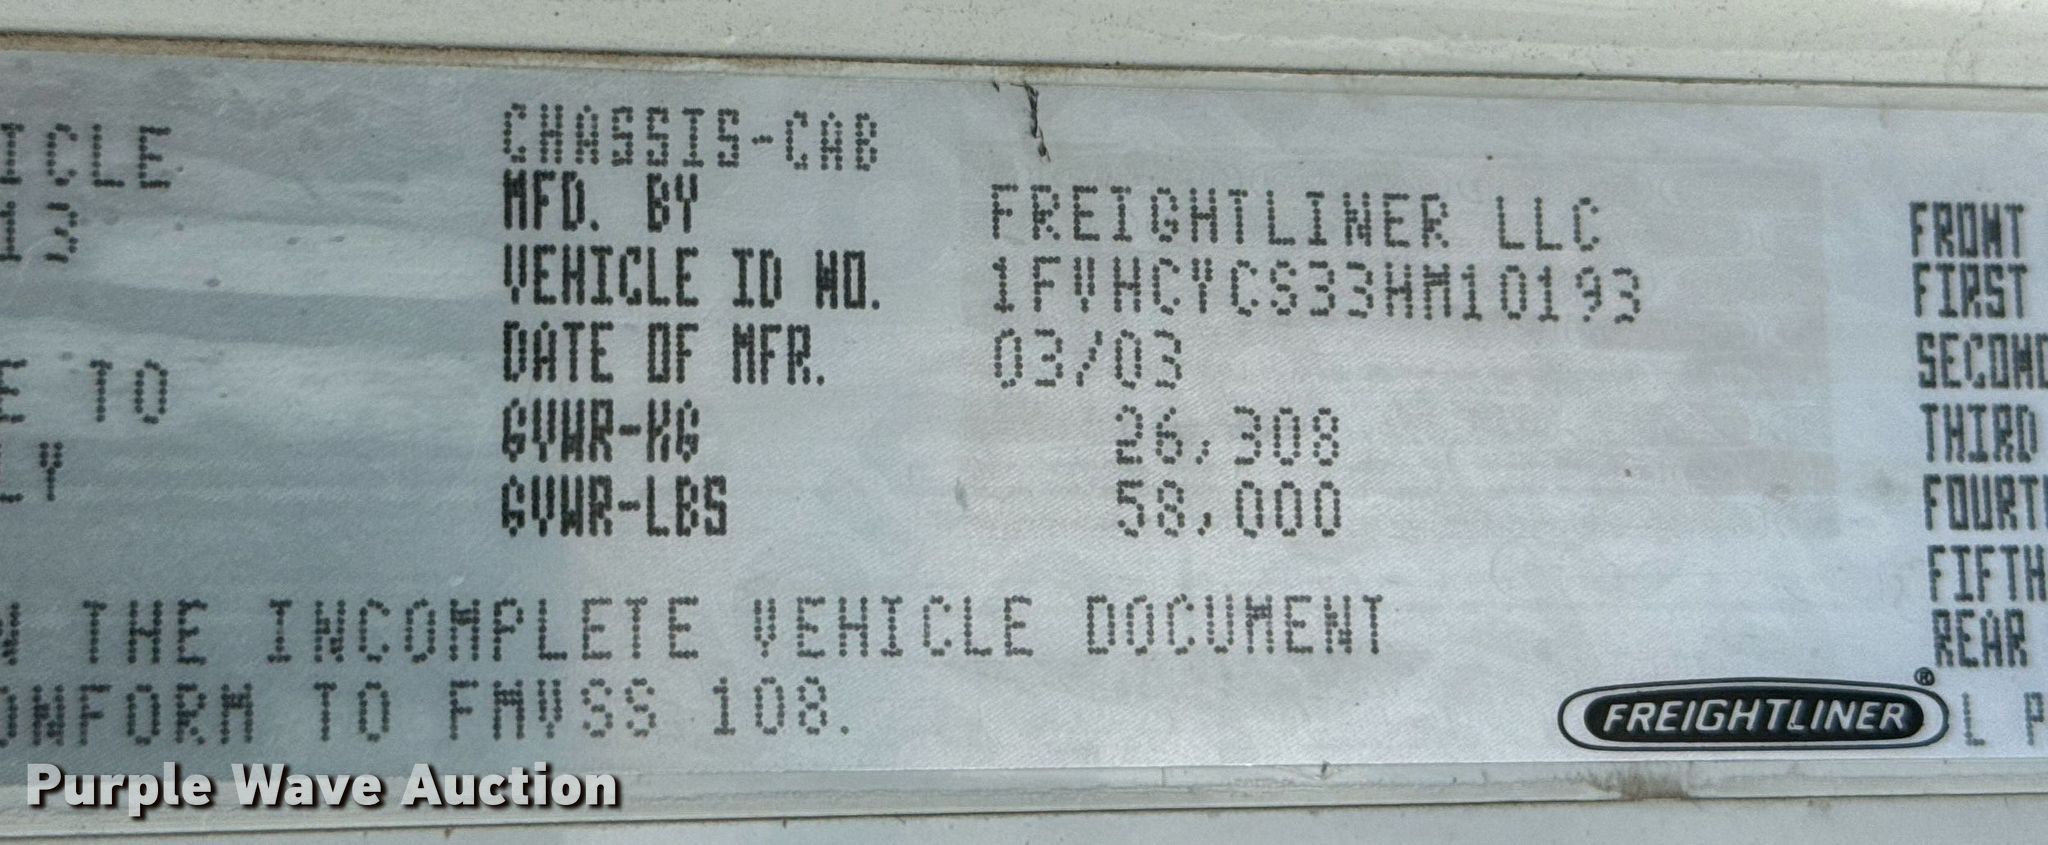 ICLE CHASSIS-CAB
13 MFD. BY FREIGHTLINER LLC FRONT
VEHICLE ID NO. 1FVHCYCS33HM10193 FIRST
DATE OF MFR. 03/03 SECOND
E TO GVWR-KG 26,308 THIRD
LY GVWR-LBS 58,000 FOURTH
FIFTH
N THE INCOMPLETE VEHICLE DOCUMENT REAR
ONFORM TO FMVSS 108. FREIGHTLINER® L P
Purple Wave Auction